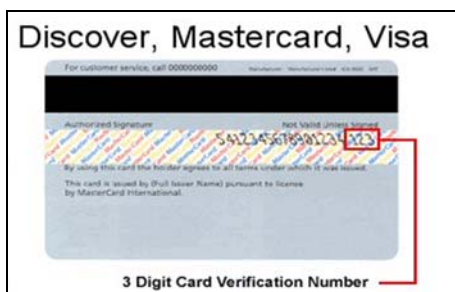 Discover, Mastercard, Visa
For customer service, call 0000000000
Authorized Signature Not Valid Unless Signed
5412345678901234 123
By using this card the holder agrees to all terms under which it was issued.
This card is issued by (Full Issuer Name) pursuant to license
by MasterCard International.
3 Digit Card Verification Number